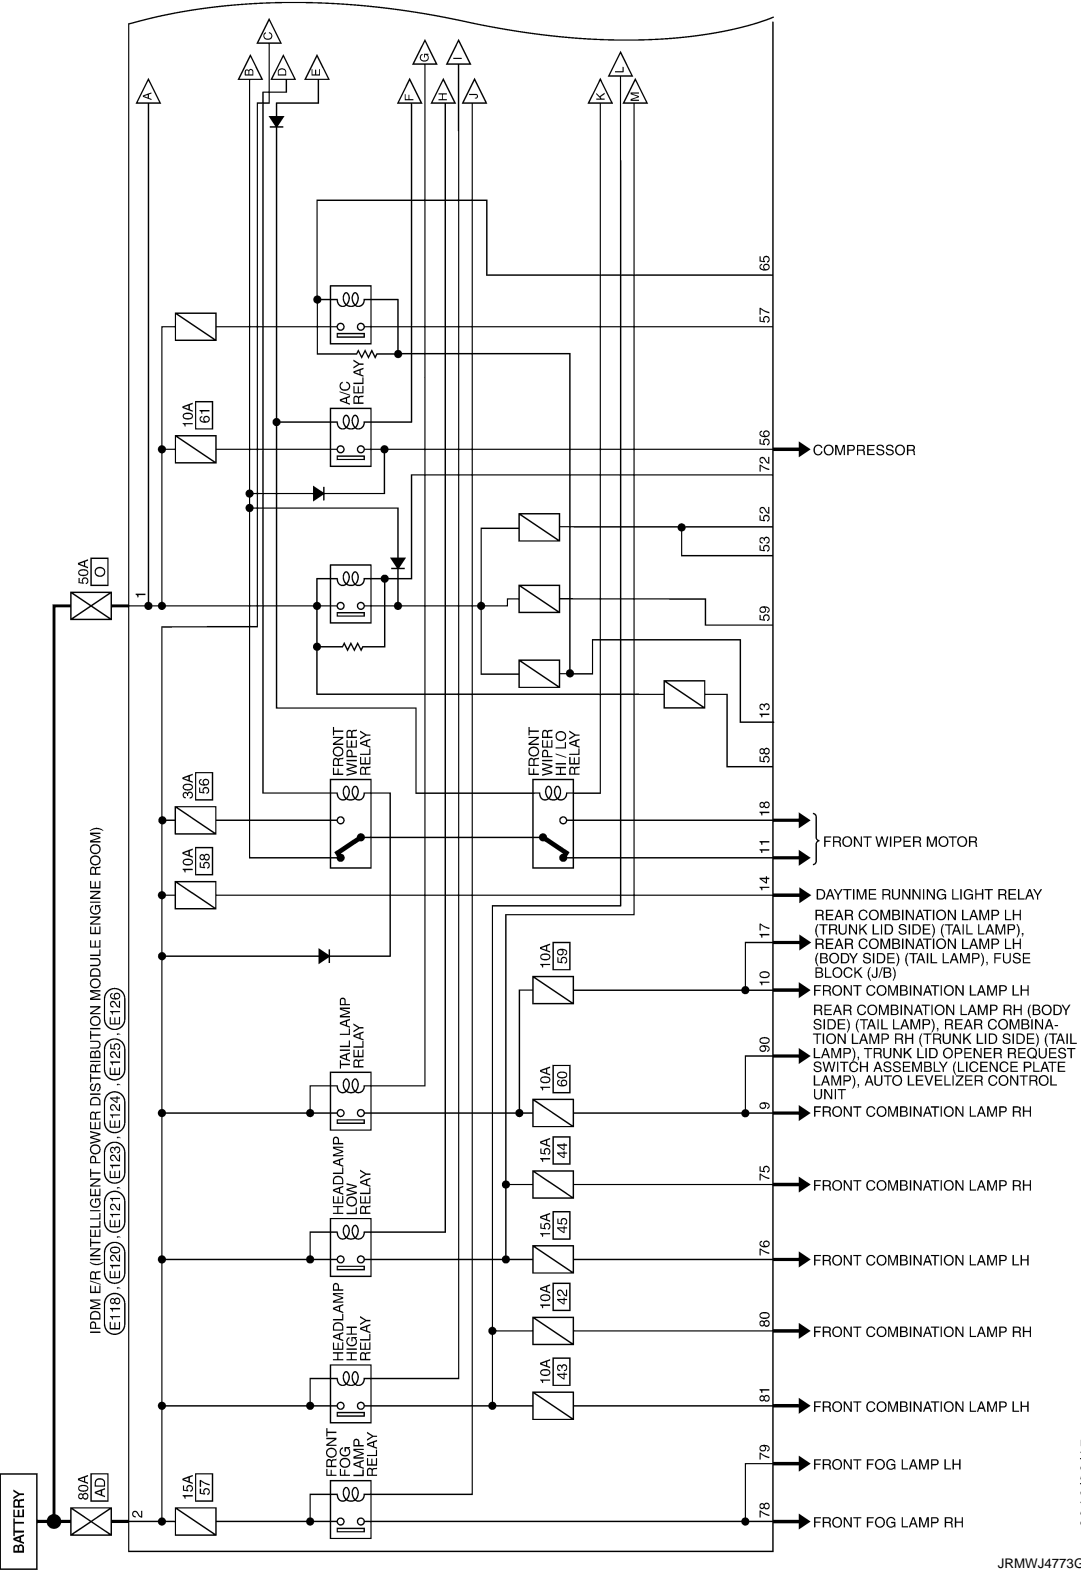 C
G
I
B
D
E
L
A
F
H
J
K
M
65
57
A/C
RELAY
10A
61
56
COMPRESSOR
72
52
53
50A
O
1
59
13
58
FRONT
WIPER
RELAY
FRONT
WIPER
HI / LO
RELAY
30A
56
18
11
FRONT WIPER MOTOR
10A
58
14
DAYTIME RUNNING LIGHT RELAY
17
REAR COMBINATION LAMP LH
(TRUNK LID SIDE) (TAIL LAMP),
REAR COMBINATION LAMP LH
(BODY SIDE) (TAIL LAMP), FUSE
BLOCK (J/B)
10A
59
10
FRONT COMBINATION LAMP LH
IPDM E/R (INTELLIGENT POWER DISTRIBUTION MODULE ENGINE ROOM)
E118 , E120 , E121 , E123 , E124 , E125 , E126
TAIL LAMP
RELAY
90
REAR COMBINATION LAMP RH (BODY
SIDE) (TAIL LAMP), REAR COMBINA-
TION LAMP RH (TRUNK LID SIDE) (TAIL
LAMP), TRUNK LID OPENER REQUEST
SWITCH ASSEMBLY (LICENCE PLATE
LAMP), AUTO LEVELIZER CONTROL
UNIT
10A
60
9
FRONT COMBINATION LAMP RH
HEADLAMP
LOW
RELAY
15A
44
75
FRONT COMBINATION LAMP RH
15A
45
76
FRONT COMBINATION LAMP LH
HEADLAMP
HIGH
RELAY
10A
42
80
FRONT COMBINATION LAMP RH
10A
43
81
FRONT COMBINATION LAMP LH
FRONT
FOG
LAMP
RELAY
79
FRONT FOG LAMP LH
BATTERY
80A
AD
2
15A
57
78
FRONT FOG LAMP RH
JRMWJ4773G